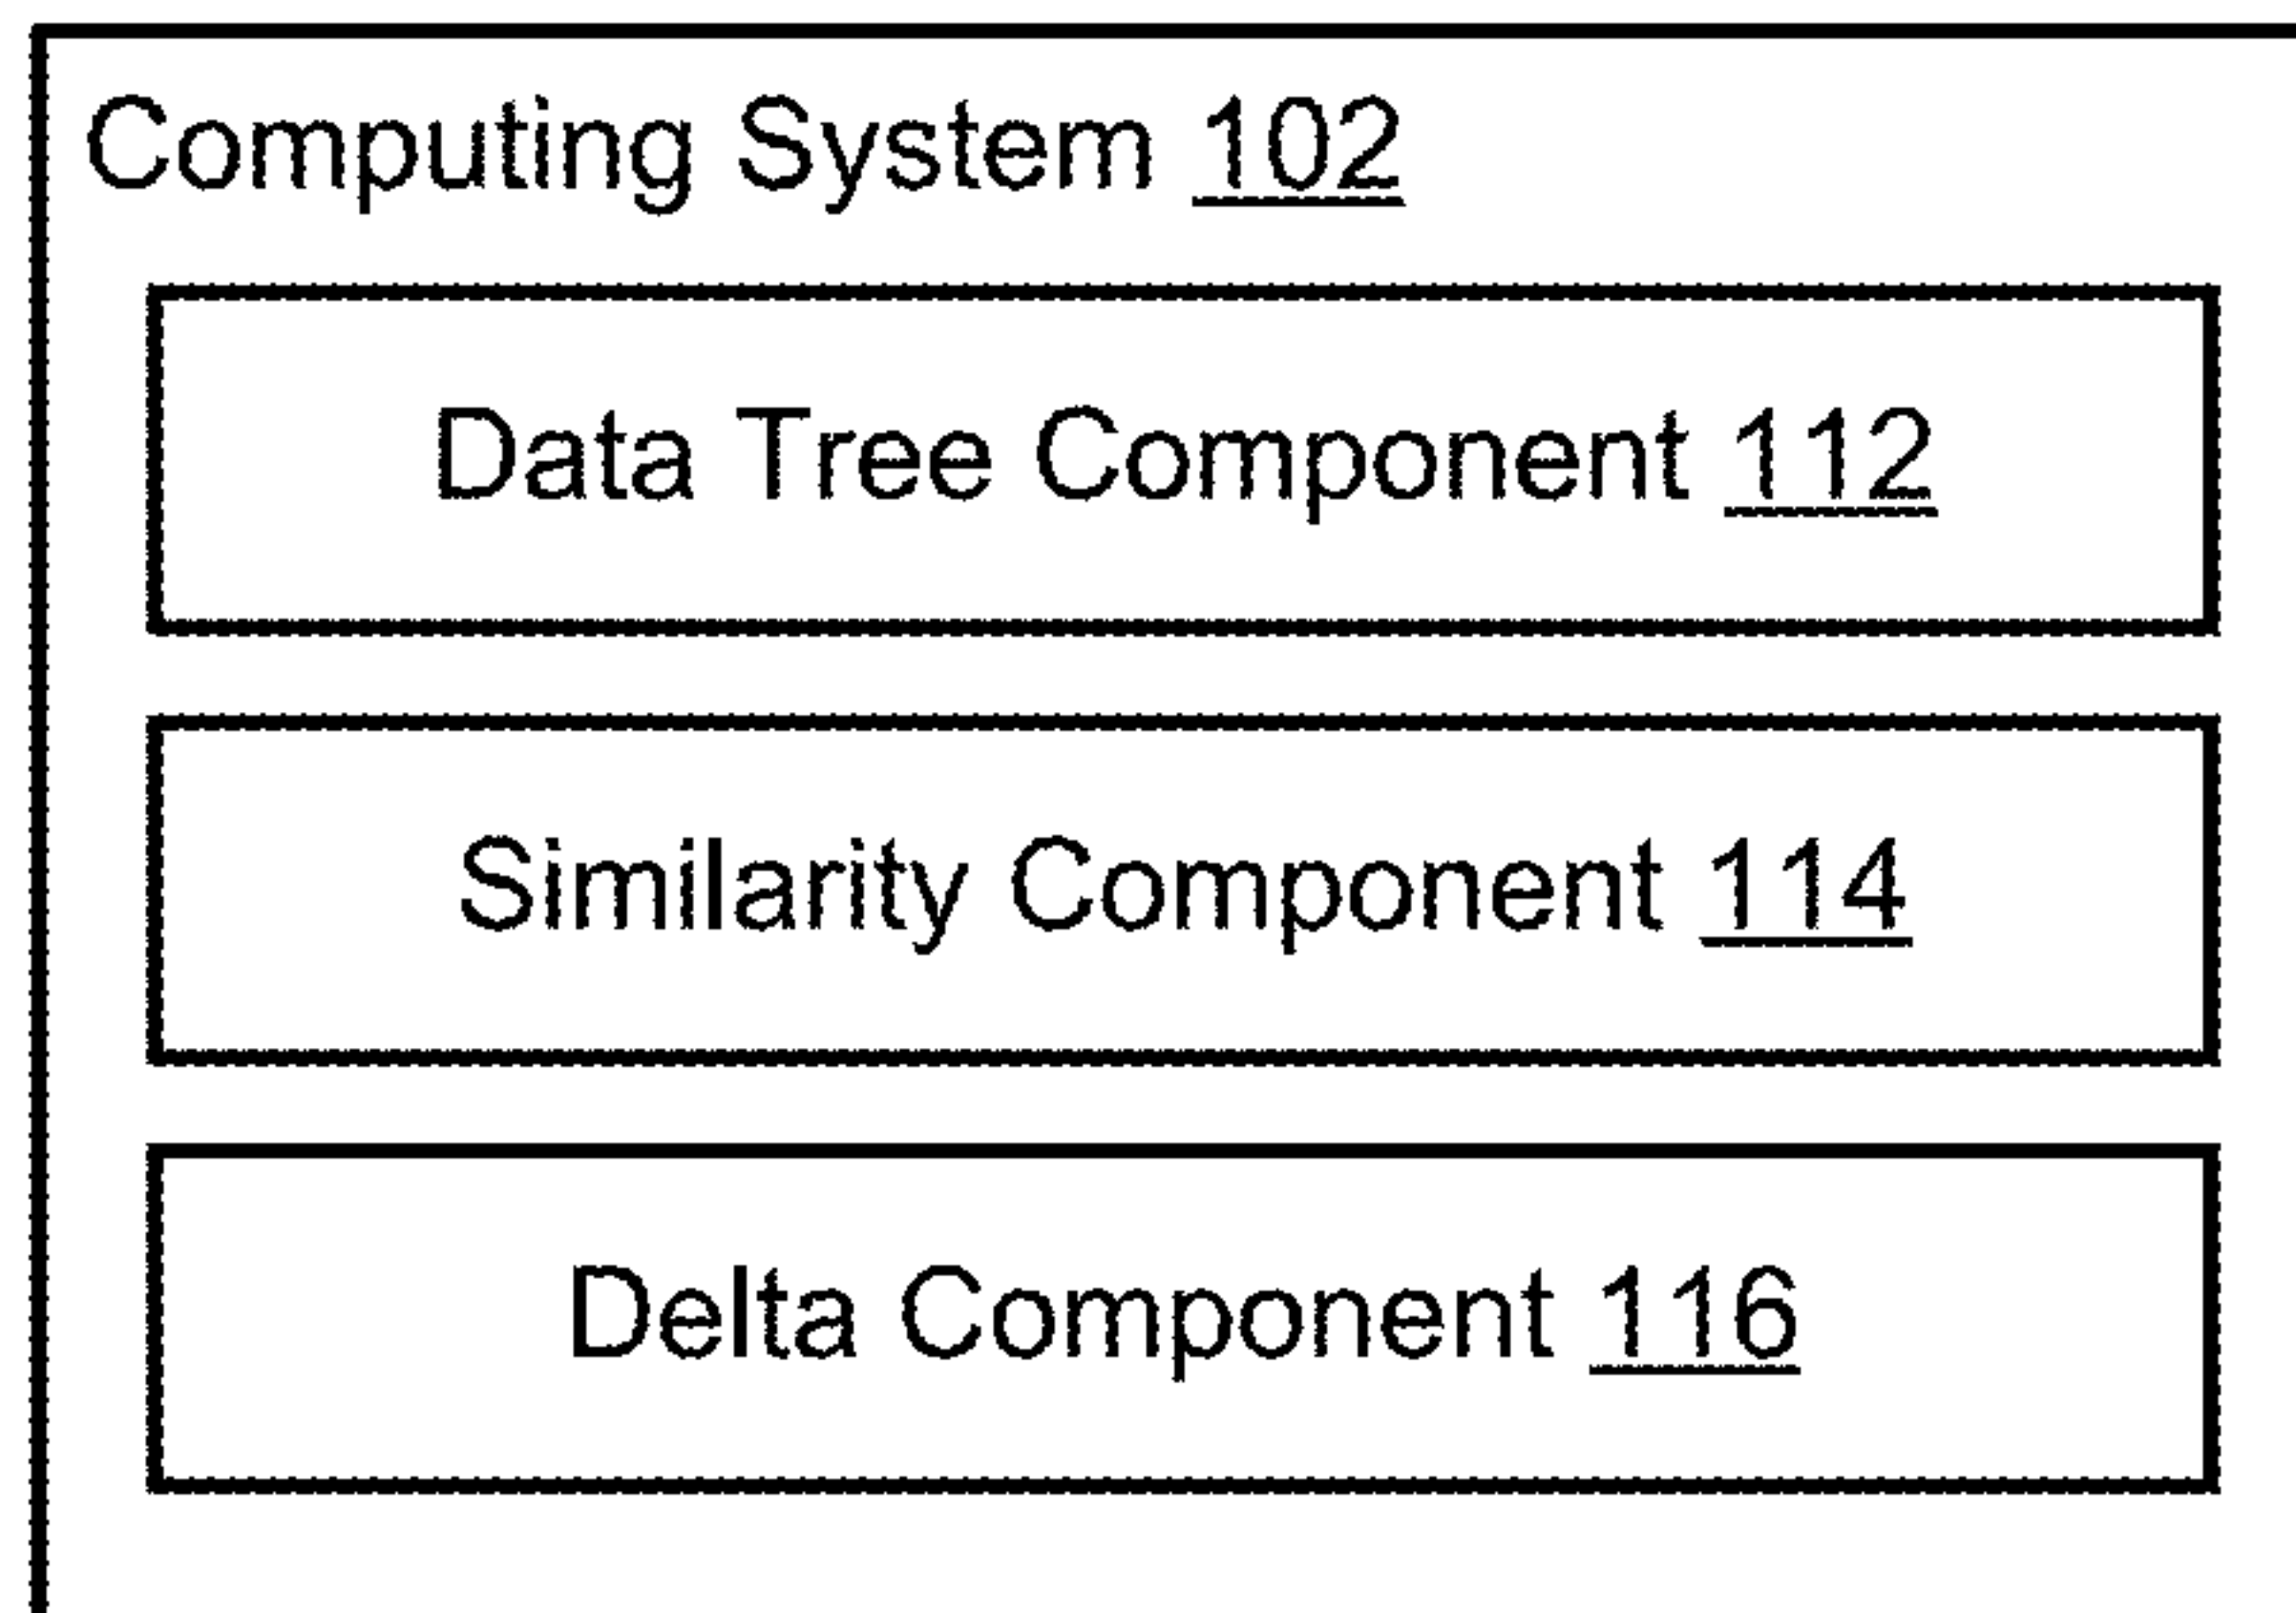 Computing System 102
Data Tree Component 112
Similarity Component 114
Delta Component 116